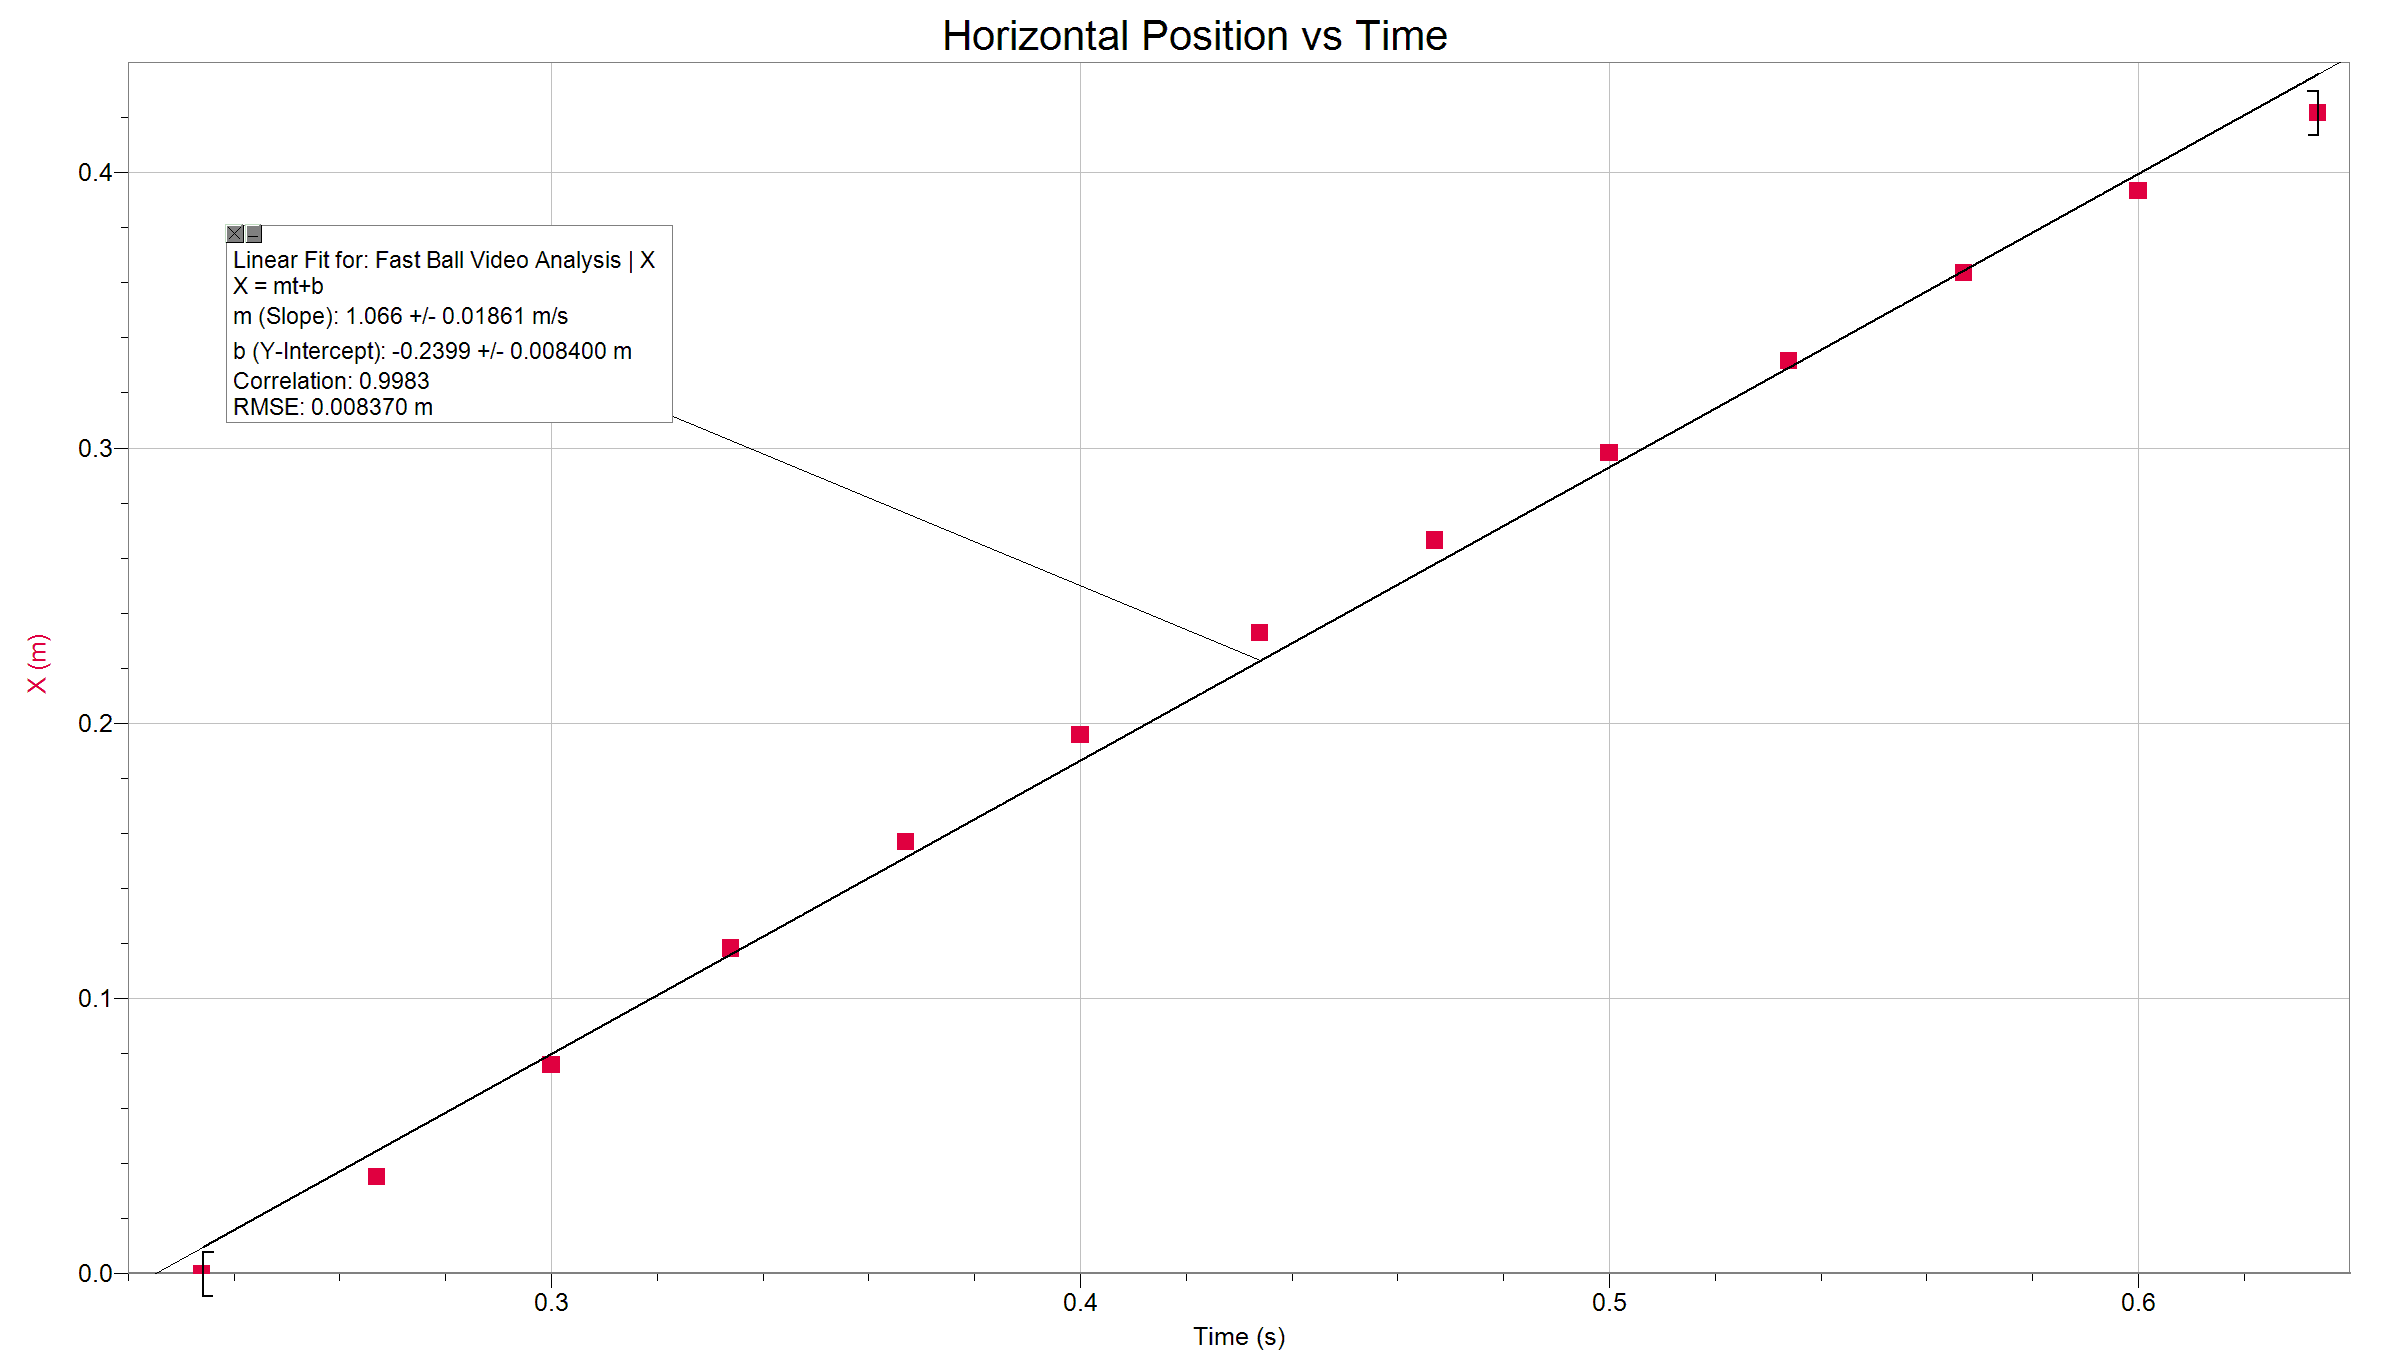 Horizontal Position vs Time
0.4
Linear Fit for: Fast Ball Video Analysis | X
X = mt+b
m (Slope): 1.066 +/- 0.01861 m/s
b (Y-Intercept): -0.2399 +/- 0.008400 m
Correlation: 0.9983
RMSE: 0.008370 m
0.3
X (m)
0.2
0.1
0.0
0.3 0.4 0.5 0.6
Time (s)